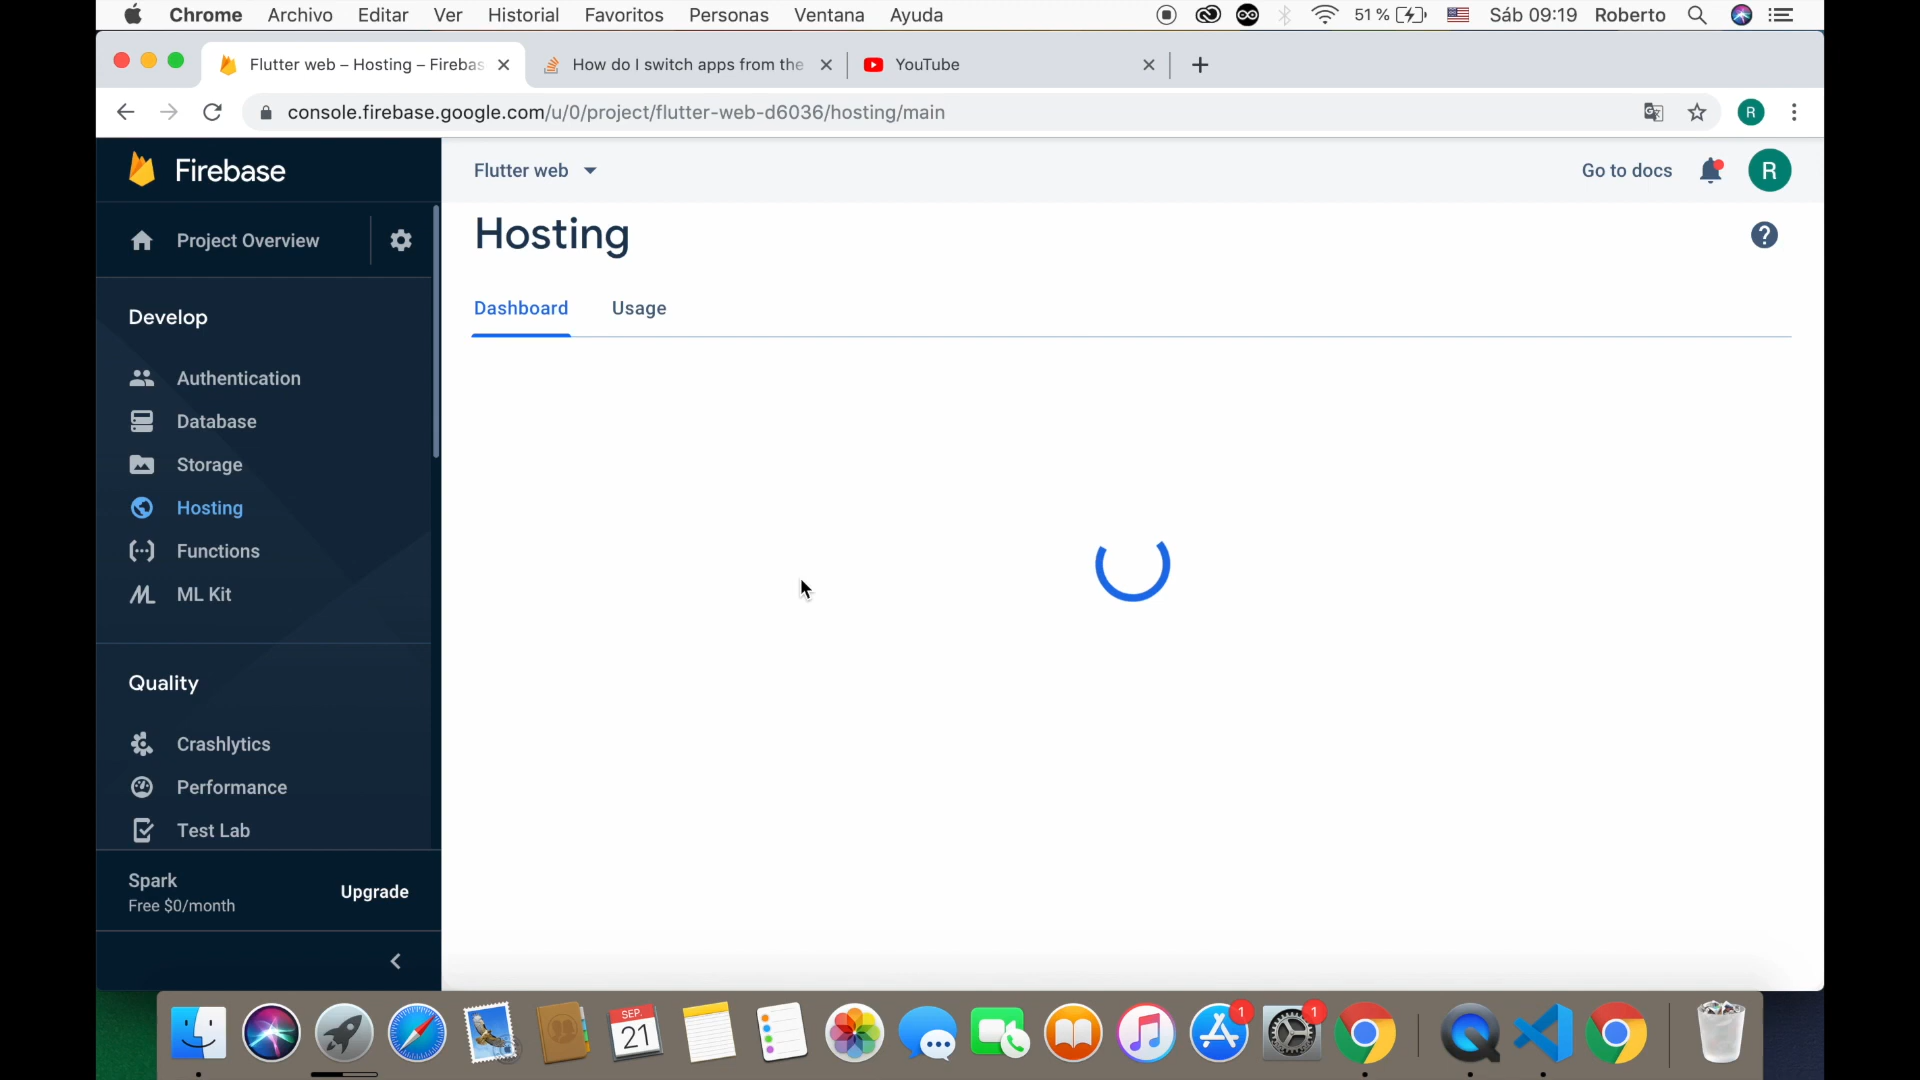 Chrome Archivo Editar Ver Historial Favoritos Personas Ventana Ayuda 51 % Sáb 09:19 Roberto
Flutter web – Hosting – Firebas How do I switch apps from the YouTube
console.firebase.google.com/u/0/project/flutter-web-d6036/hosting/main R
Firebase Flutter web Go to docs R
Project Overview Hosting ?
Dashboard Usage
Develop
Authentication
Database
Storage
Hosting
Functions
ML Kit
Quality
Crashlytics
Performance
Test Lab
Spark
Free $0/month
Upgrade
SEP.
21
1 1